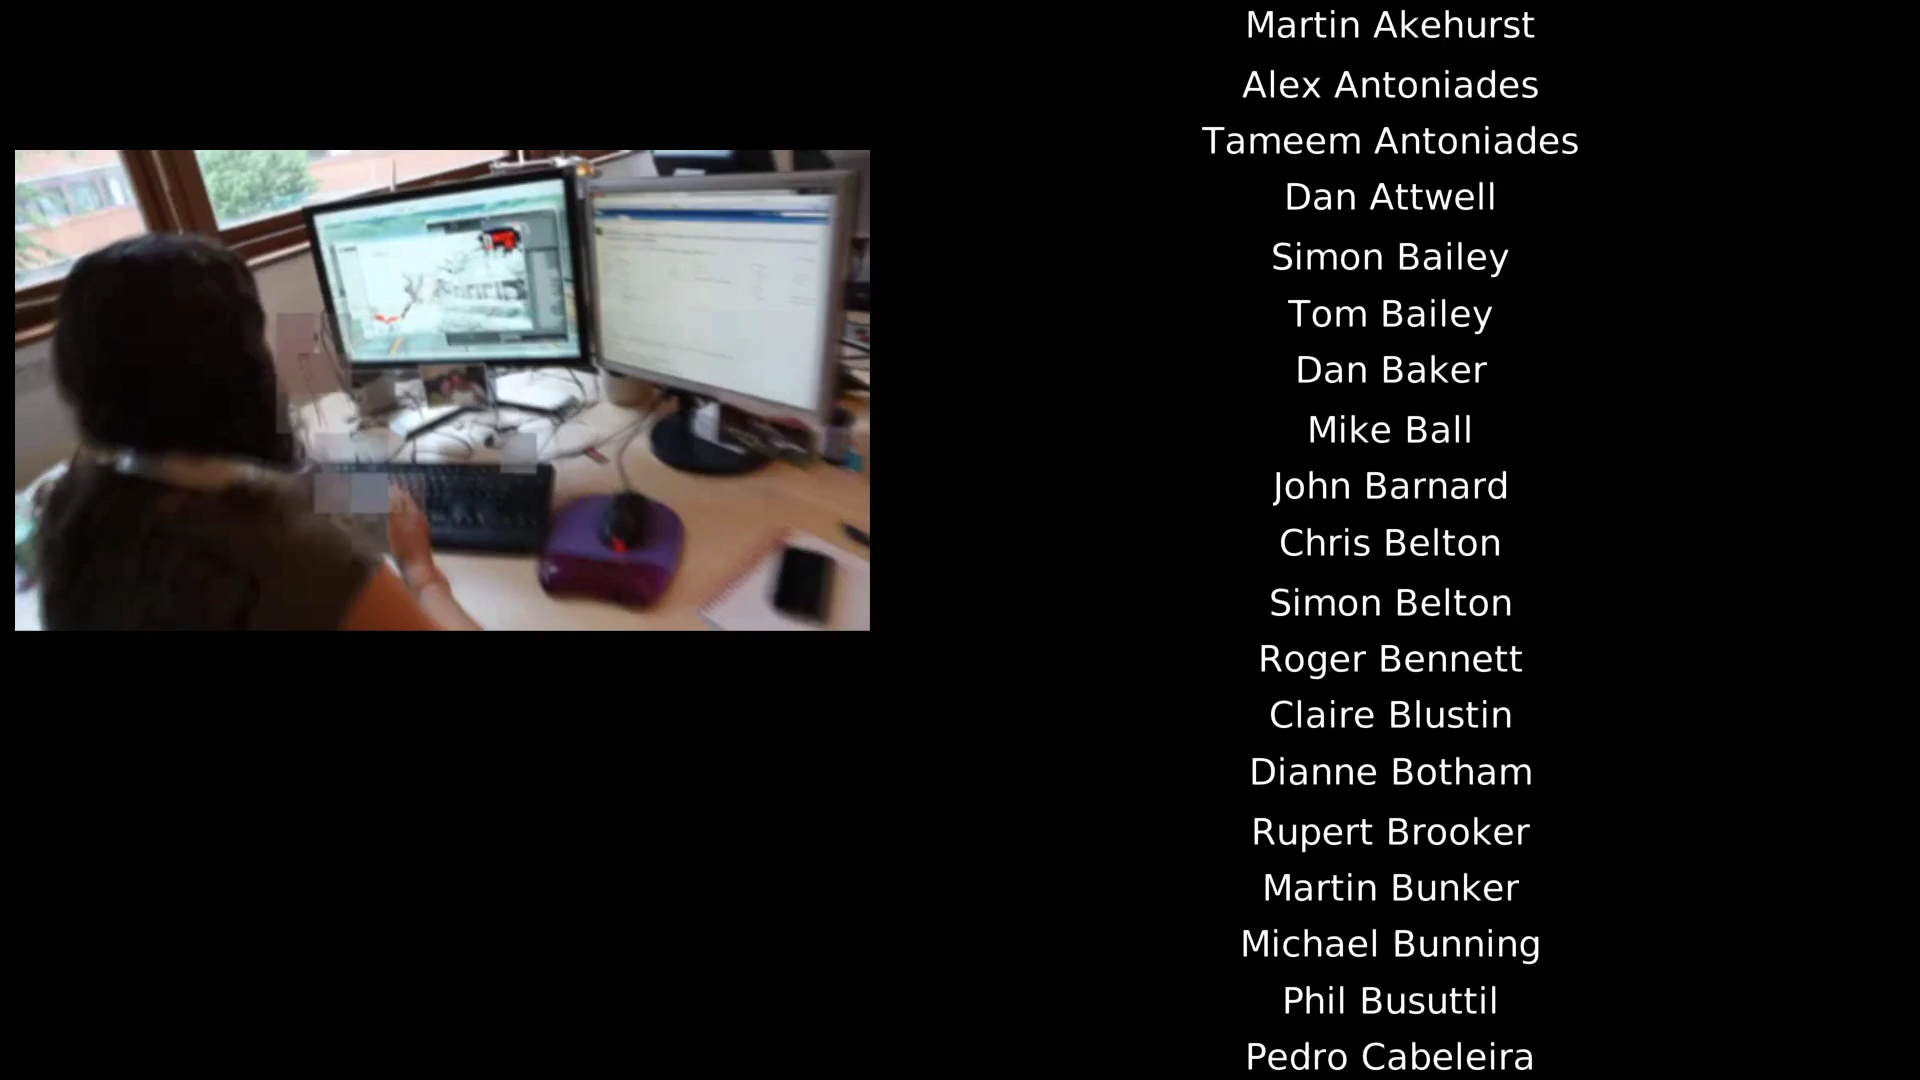 Martin Akehurst
Alex Antoniades
Tameem Antoniades
Dan Attwell
Simon Bailey
Tom Bailey
Dan Baker
Mike Ball
John Barnard
Chris Belton
Simon Belton
Roger Bennett
Claire Blustin
Dianne Botham
Rupert Brooker
Martin Bunker
Michael Bunning
Phil Busuttil
Pedro Cabeleira